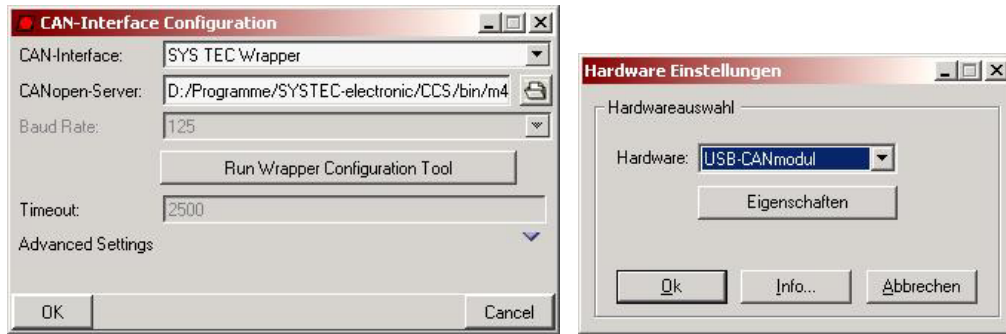 CAN-Interface Configuration
CAN-Interface: SYS TEC Wrapper
CANopen-Server: D:/Programme/SYSTEC-electronic/CCS/bin/m4
Baud Rate: 125
Run Wrapper Configuration Tool
Timeout: 2500
Advanced Settings
OK Cancel
Hardware Einstellungen
Hardwareauswahl
Hardware: USB-CANmodul
Eigenschaften
Ok Info... Abbrechen